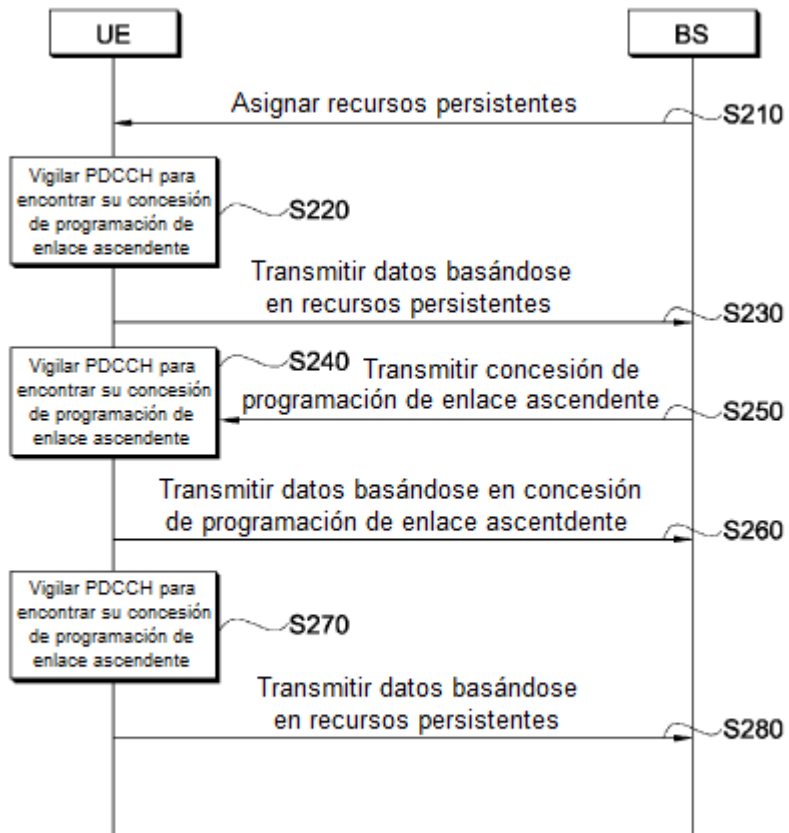 UE
BS
Asignar recursos persistentes
S210
Vigilar PDCCH para
encontrar su concesión
de programación de
enlace ascendente
S220
Transmitir datos basándose
en recursos persistentes
S230
Vigilar PDCCH para
encontrar su concesión
de programación de
enlace ascendente
S240
Transmitir concesión de
programación de enlace ascendente
S250
Transmitir datos basándose en concesión
de programación de enlace ascentdente
S260
Vigilar PDCCH para
encontrar su concesión
de programación de
enlace ascendente
S270
Transmitir datos basándose
en recursos persistentes
S280